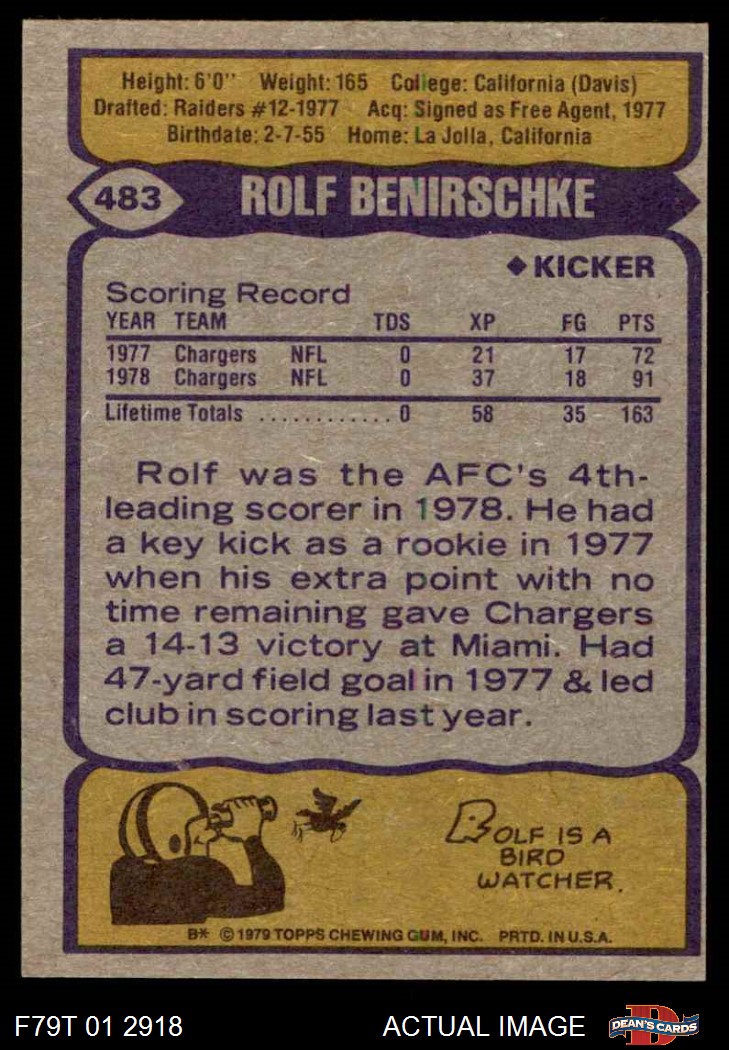 Height: 6'0" Weight: 165 College: California (Davis)
Drafted: Raiders #12-1977 Acq: Signed as Free Agent, 1977
Birthdate: 2-7-55 Home: La Jolla, California
483 ROLF BENIRSCHKE
◆ KICKER
Scoring Record
YEAR TEAM TDS XP FG PTS
1977 Chargers NFL 0 21 17 72
1978 Chargers NFL 0 37 18 91
Lifetime Totals ............ 0 58 35 163
Rolf was the AFC's 4th-
leading scorer in 1978. He had
a key kick as a rookie in 1977
when his extra point with no
time remaining gave Chargers
a 14-13 victory at Miami. Had
47-yard field goal in 1977 & led
club in scoring last year.
ROLF IS A
BIRD
WATCHER.
B* © 1979 TOPPS CHEWING GUM, INC. PRTD. IN U.S.A.
F79T 01 2918 ACTUAL IMAGE DEAN'S CARDS